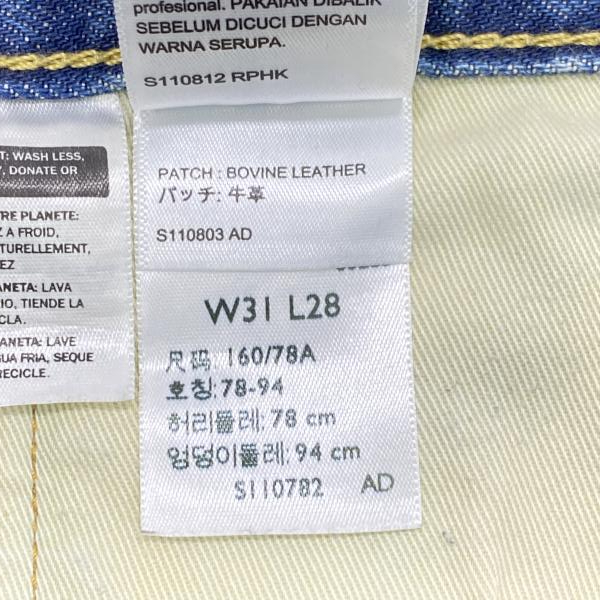 profesional. PAKAIAN DIBALIK
SEBELUM DICUCI DENGAN
WARNA SERUPA.
S110812 RPHK
T: WASH LESS,
DONATE OR
TRE PLANETE:
Z A FROID,
TURELLEMENT,
EZ
ANETA: LAVA
RIO, TIENDE LA
CLA.
ANETA: LAVE
GUA FRIA, SEQUE
RECICLE.
PATCH : BOVINE LEATHER
パッチ: 牛革
S110803 AD
W31 L28
尺码: 160/78A
호칭: 78-94
허리둘레: 78 cm
엉덩이둘레: 94 cm
S110782 AD